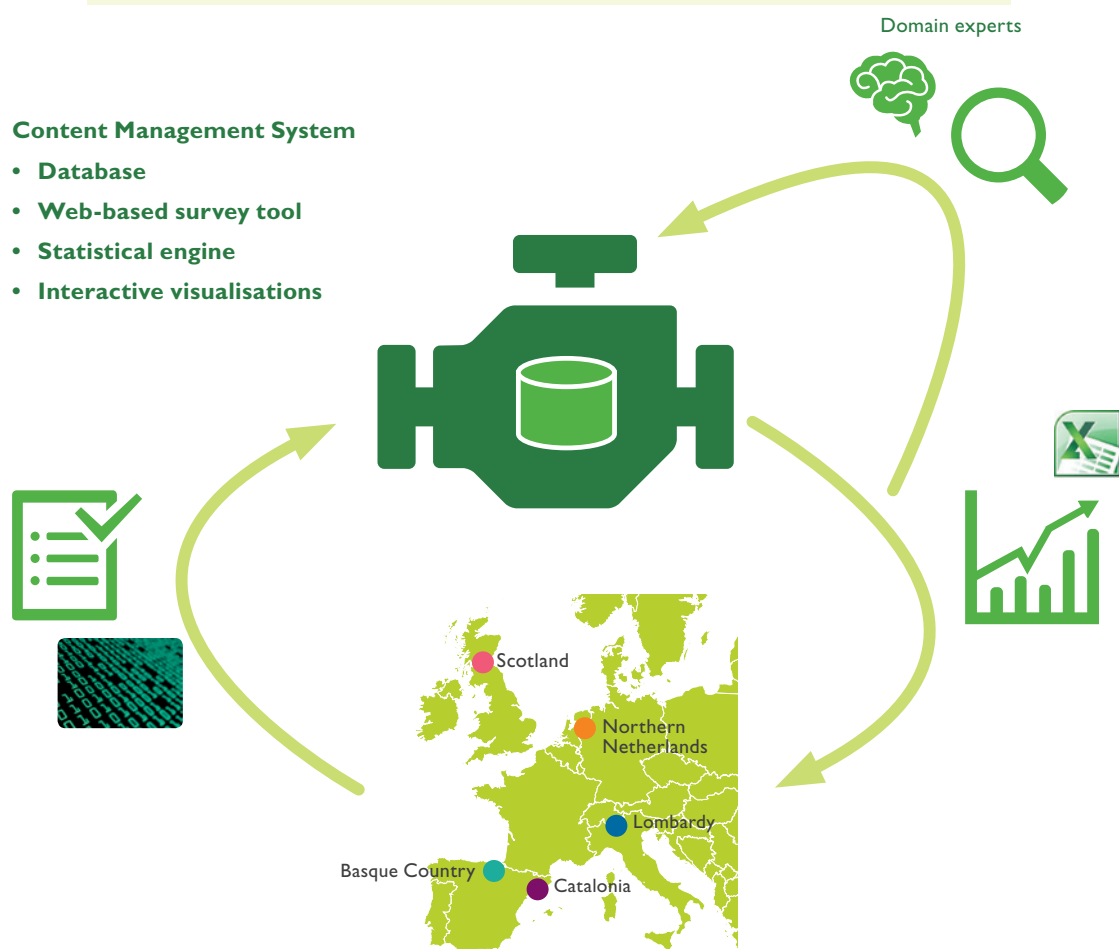 Domain experts
Content Management System
• Database
• Web-based survey tool
• Statistical engine
• Interactive visualisations
X
Scotland
Northern
Netherlands
Lombardy
Basque Country
Catalonia